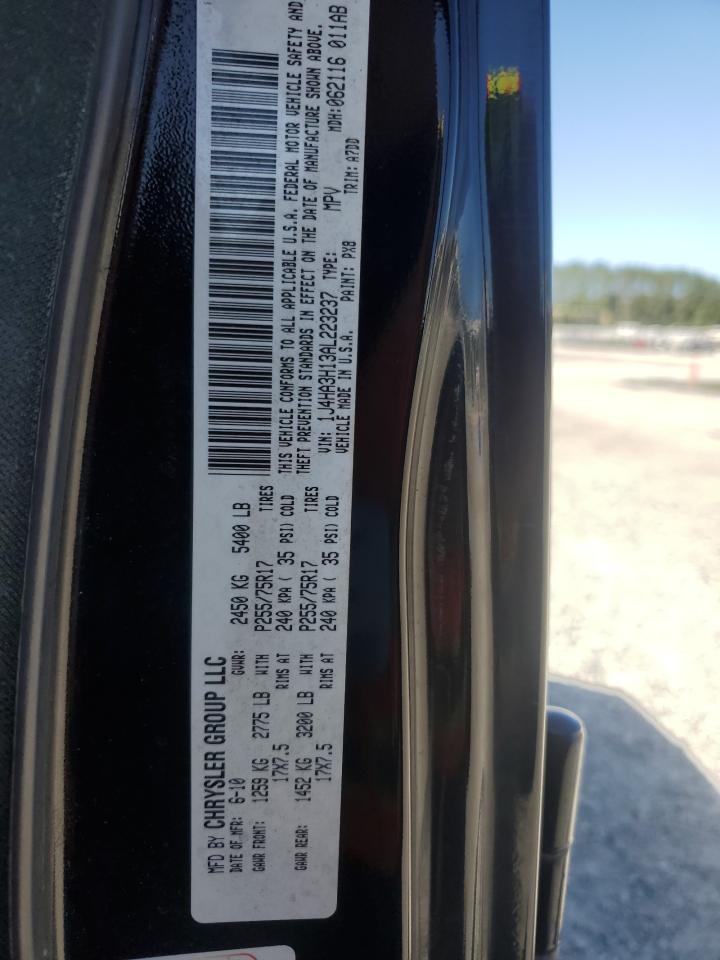 MFD BY CHRYSLER GROUP LLC
DATE OF MFR: 6-10 GVWR: 2450 KG 5400 LB
GAWR FRONT: 1259 KG 2775 LB WITH P255/75R17 TIRES
17X7.5 RIMS AT 240 KPA ( 35 PSI) COLD
GAWR REAR: 1452 KG 3200 LB WITH P255/75R17 TIRES
17X7.5 RIMS AT 240 KPA ( 35 PSI) COLD
THIS VEHICLE CONFORMS TO ALL APPLICABLE U.S.A. FEDERAL MOTOR VEHICLE SAFETY AND
THEFT PREVENTION STANDARDS IN EFFECT ON THE DATE OF MANUFACTURE SHOWN ABOVE.
VIN: 1J4HA3H13AL223237 TYPE: MPV MDH:062116 011AB
VEHICLE MADE IN U.S.A. PAINT: PX8 TRIM: A7DD